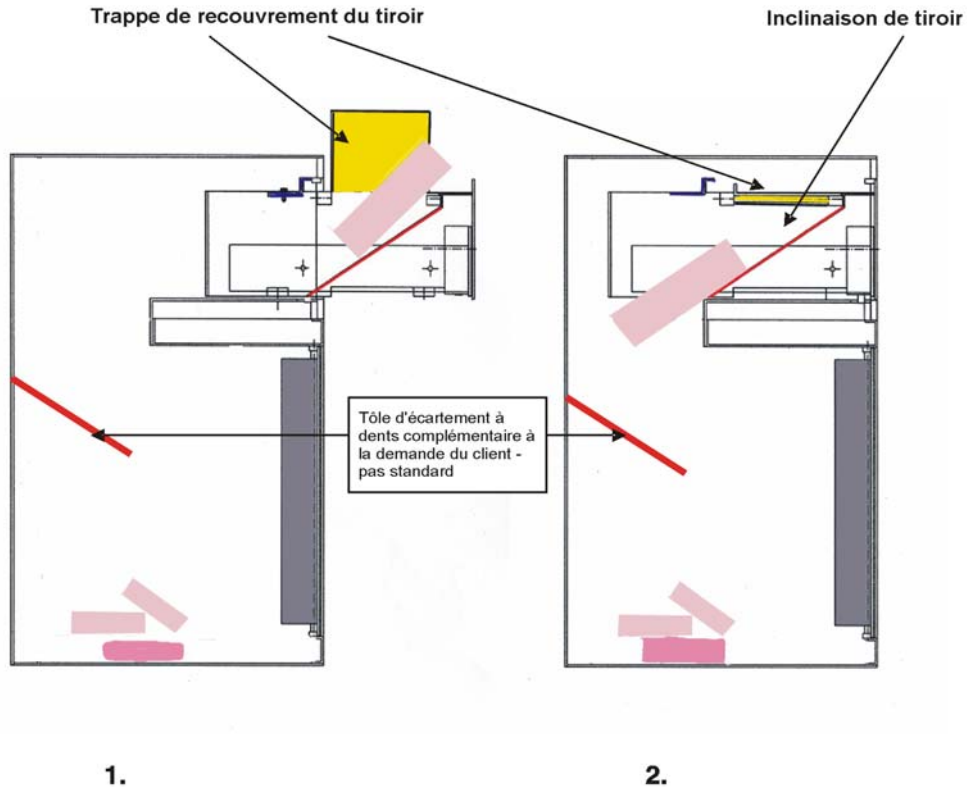 Trappe de recouvrement du tiroir
Inclinaison de tiroir
Tôle d'écartement à
dents complémentaire à
la demande du client -
pas standard
1.
2.